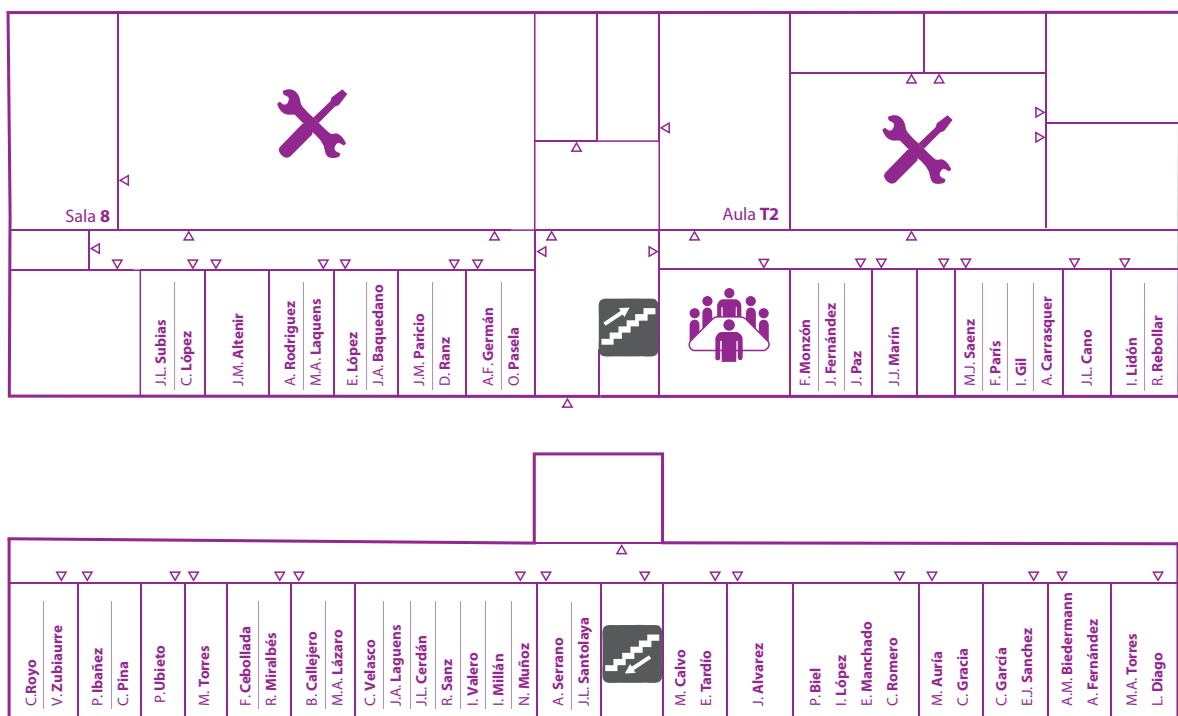 Sala 8
Aula T2
J.L. Subias
C. López
J.M. Altenir
A. Rodriguez
M.A. Laquens
E. López
J.A. Baquedano
J.M. Paricio
D. Ranz
A.F. Germán
O. Pasela
F. Monzón
J. Fernández
J. Paz
J.J. Marín
M.J. Saenz
F. París
I. Gil
A. Carrasquer
J.L. Cano
I. Lidón
R. Rebollar
C. Royo
V. Zubiaurre
P. Ibañez
C. Pina
P. Ubieto
M. Torres
F. Cebollada
R. Miralbés
B. Callejero
M.A. Lázaro
C. Velasco
J.A. Laguens
J.L. Cerdán
R. Sanz
I. Valero
I. Millán
N. Muñoz
A. Serrano
J.L. Santolaya
M. Calvo
E. Tardío
J. Alvarez
P. Biel
I. López
E. Manchado
C. Romero
M. Auría
C. Gracia
C. García
E.J. Sanchez
A.M. Biedermann
A. Fernández
M.A. Torres
L. Diago